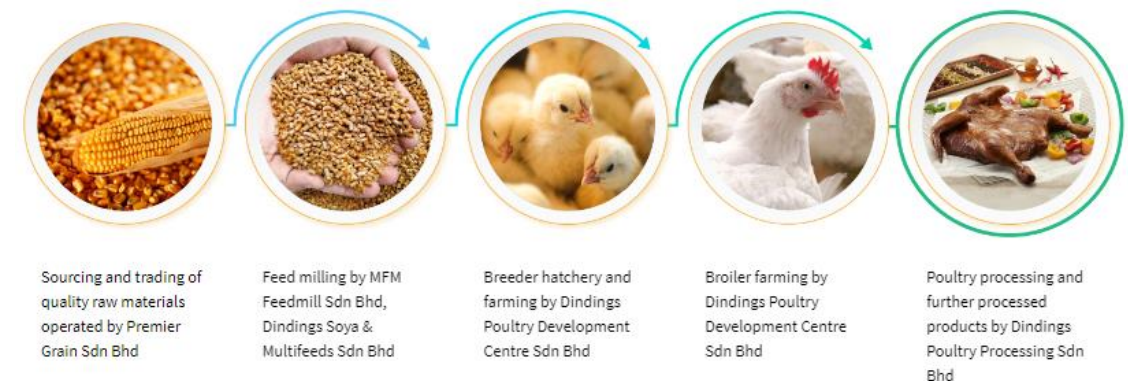 Sourcing and trading of
quality raw materials
operated by Premier
Grain Sdn Bhd
Feed milling by MFM
Feedmill Sdn Bhd,
Dindings Soya &
Multifeeds Sdn Bhd
Breeder hatchery and
farming by Dindings
Poultry Development
Centre Sdn Bhd
Broiler farming by
Dindings Poultry
Development Centre
Sdn Bhd
Poultry processing and
further processed
products by Dindings
Poultry Processing Sdn
Bhd